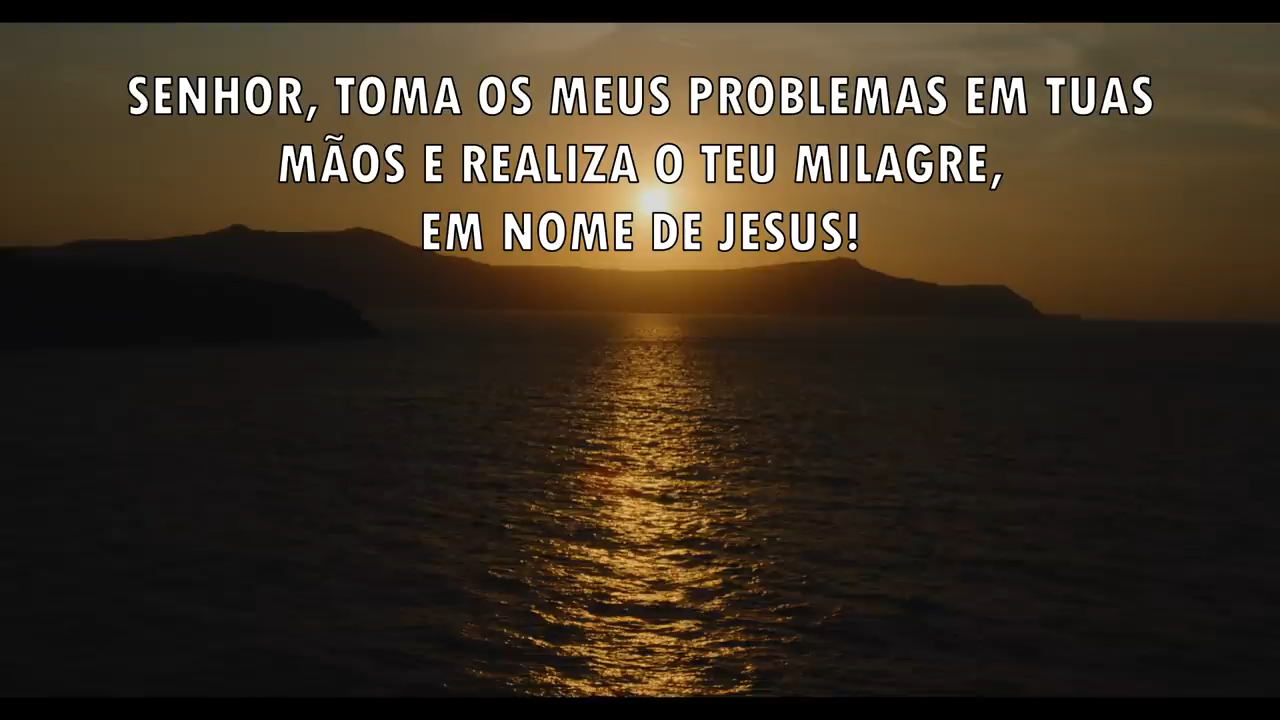 SENHOR, TOMA OS MEUS PROBLEMAS EM TUAS
MÃOS E REALIZA O TEU MILAGRE,
EM NOME DE JESUS!